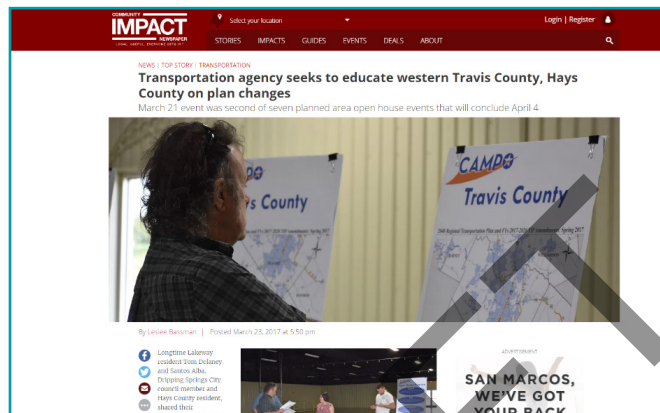 COMMUNITY
IMPACT
NEWSPAPER
LOCAL. USEFUL. EVERYONE GETS IT.
Select your location
Login | Register
STORIES IMPACTS GUIDES EVENTS DEALS ABOUT
NEWS | TOP STORY | TRANSPORTATION
Transportation agency seeks to educate western Travis County, Hays
County on plan changes
March 21 event was second of seven planned area open house events that will conclude April 4
CAMPO
s County
Travis County
By Leslee Bassman | Posted March 23, 2017 at 5:50 pm
Longtime Lakeway
resident Tom Delaney
and Santos Alba,
Dripping Springs City
council member and
Hays County resident,
shared their
ADVERTISEMENT
SAN MARCOS,
WE'VE GOT
YOUR BACK